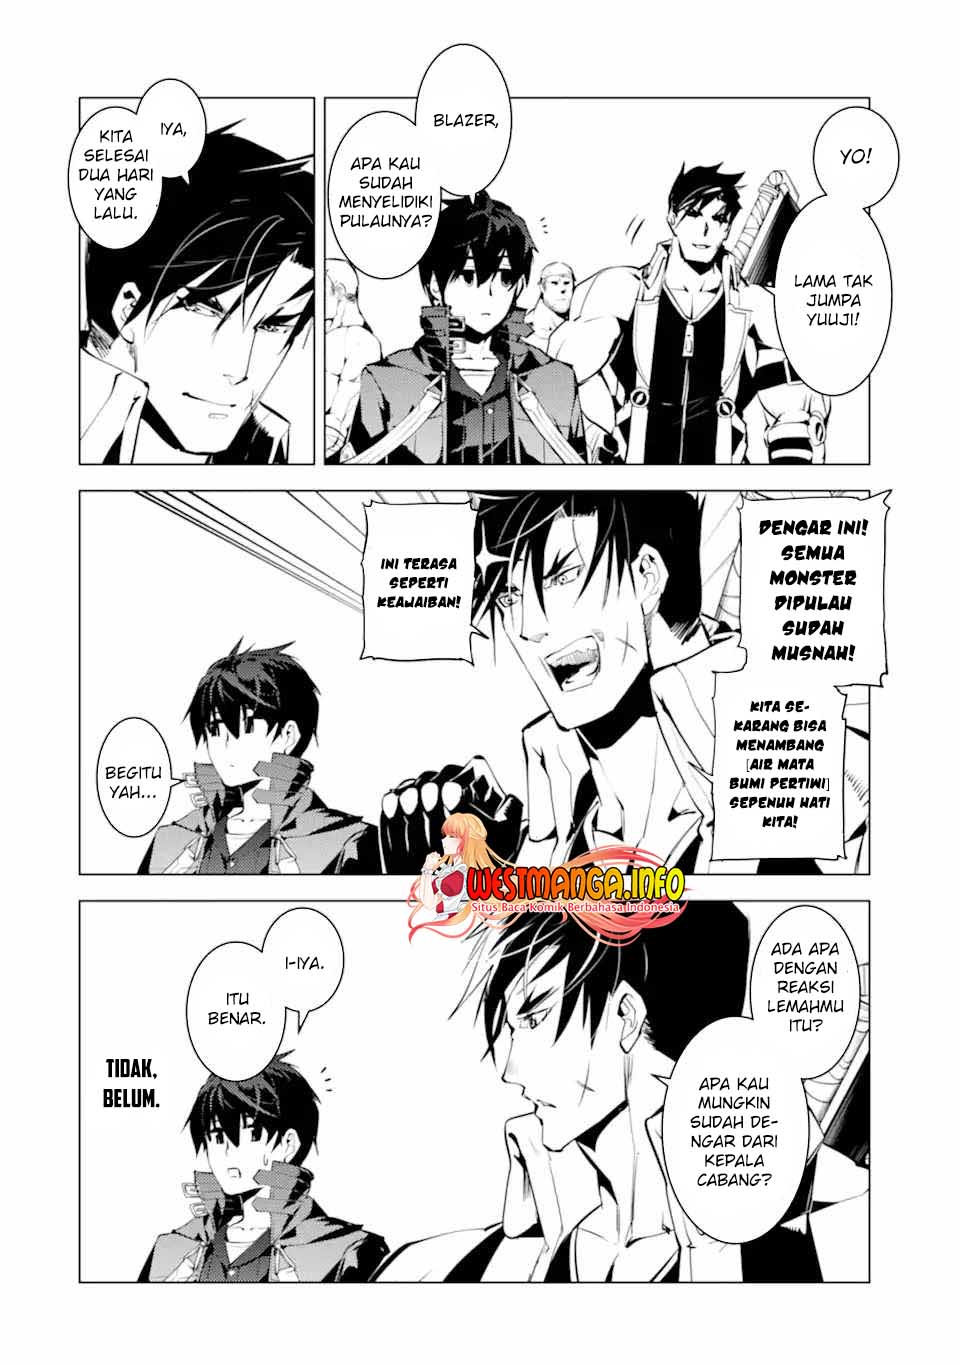 YO!
LAMA TAK
JUMPA
YUUJI!
BLAZER,
APA KAU
SUDAH
MENYELIDIKI
PULAUNYA?
IYA,
KITA
SELESAI
DUA HARI
YANG
LALU.
DENGAR INI!
SEMUA
MONSTER
DIPULAU
SUDAH
MUSNAH!
KITA SE-
KARANG BISA
MENAMBANG
[AIR MATA
BUMI PERTIWI]
SEPENUH HATI
KITA!
INI TERASA
SEPERTI
KEAJAIBAN!
BEGITU
YAH...
WESTMANGA.INFO
Situs Baca Komik Berbahasa Indonesia
ADA APA
DENGAN
REAKSI
LEMAHMU
ITU?
APA KAU
MUNGKIN
SUDAH DE-
NGAR DARI
KEPALA
CABANG?
I-IYA.
ITU
BENAR.
TIDAK,
BELUM.